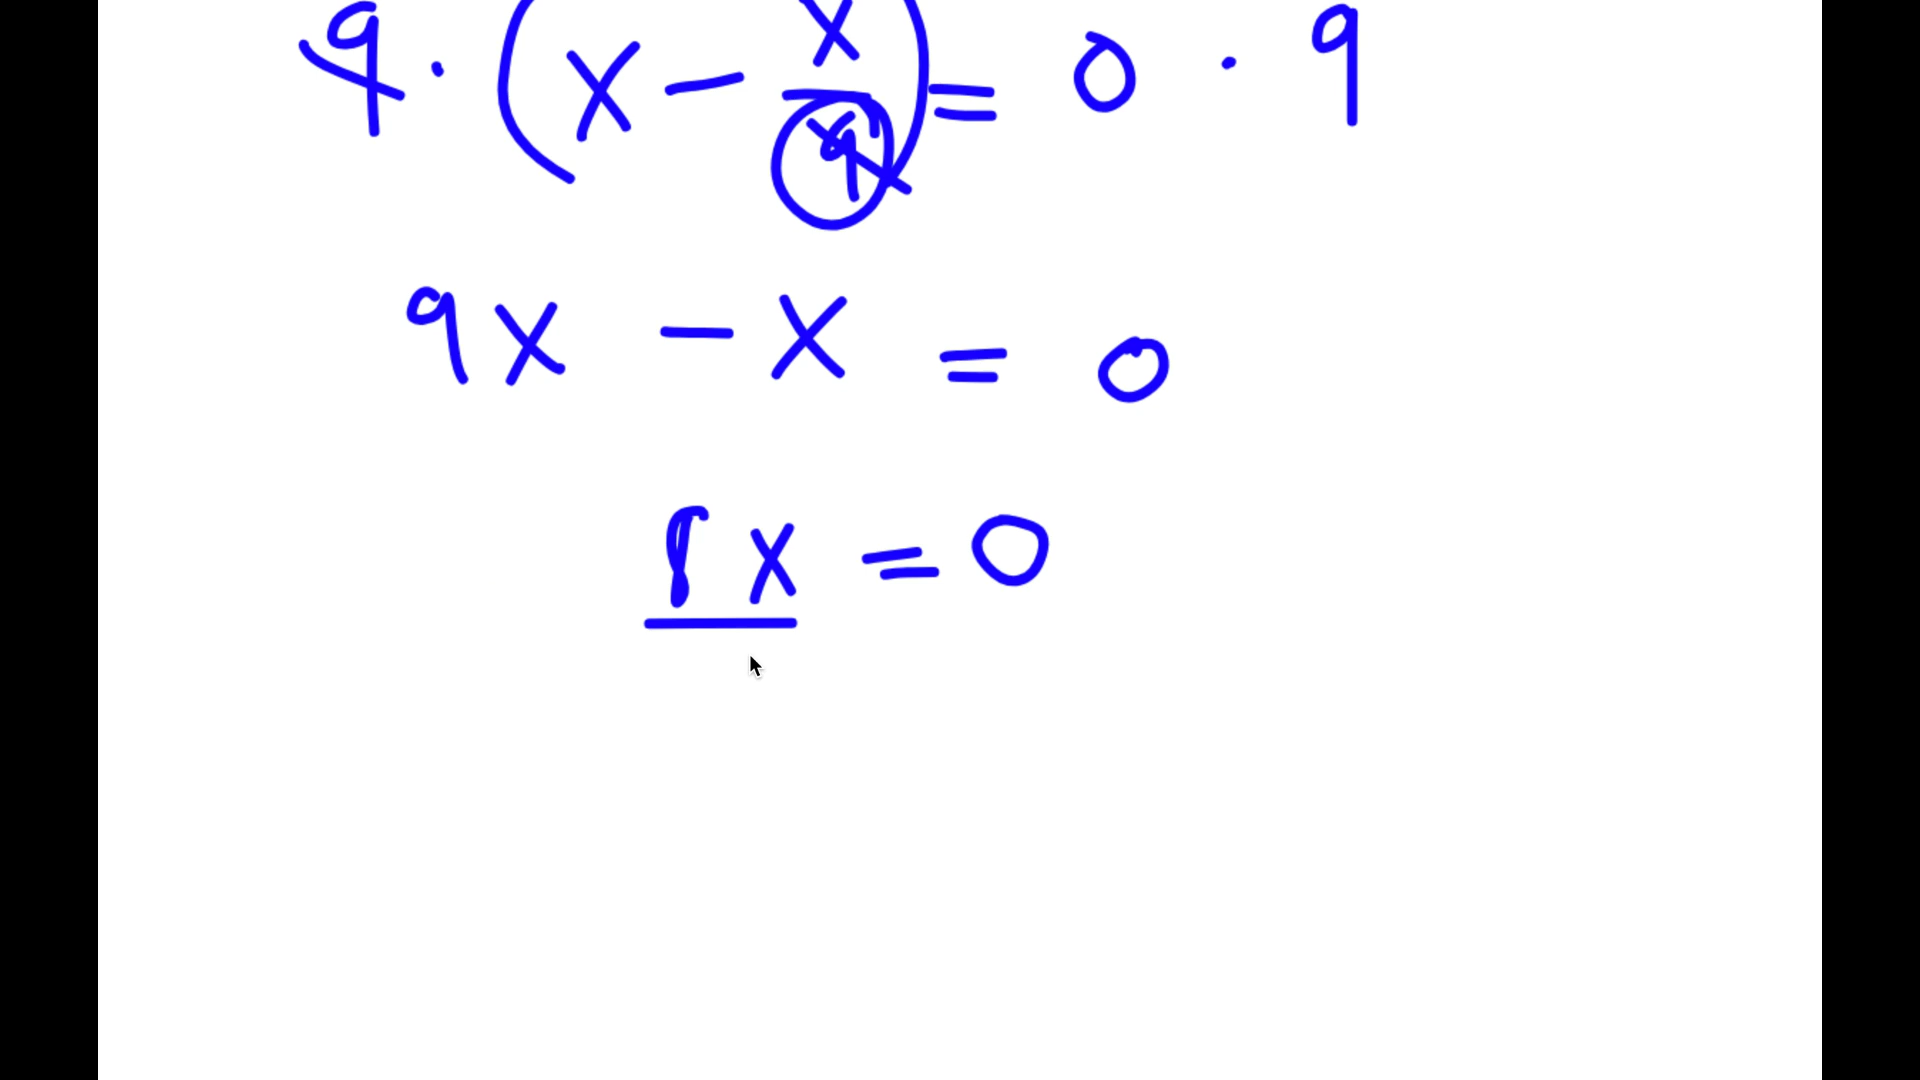 9 · (x - x/9) = 0 · 9
9x - x = 0
8x = 0